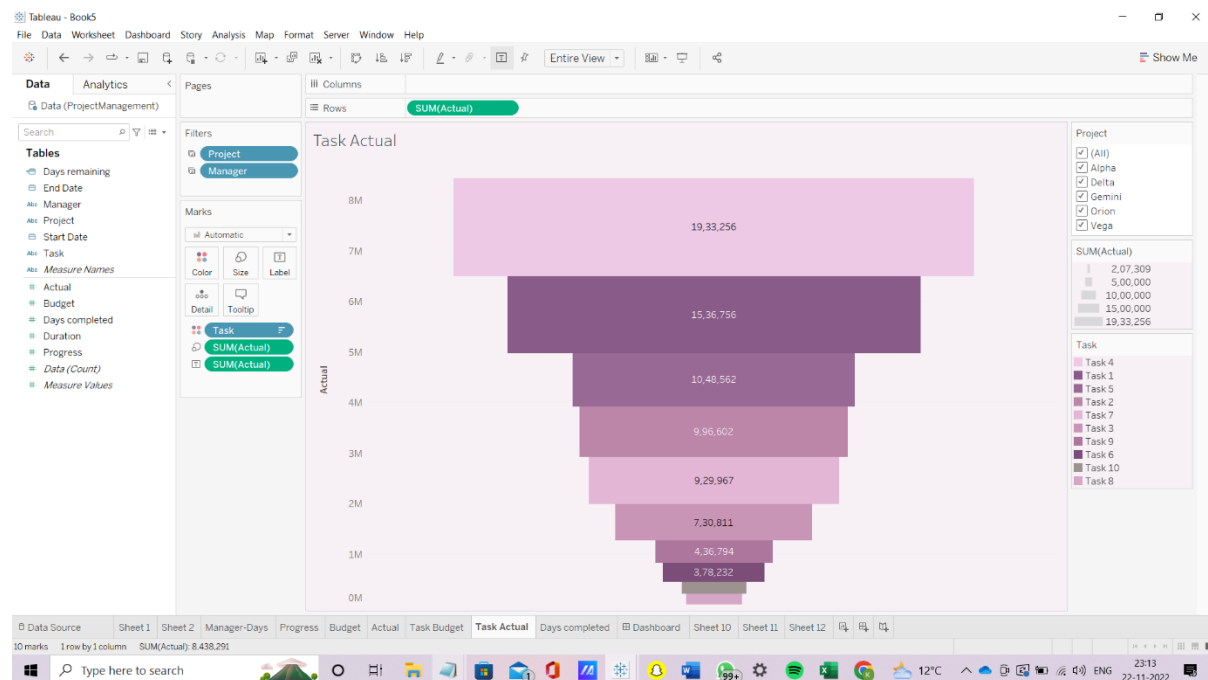 Tableau - Book5
File Data Worksheet Dashboard Story Analysis Map Format Server Window Help
Entire View
Show Me
Data Analytics
Data (ProjectManagement)
Search
Tables
Days remaining
End Date
Abc Manager
Abc Project
Start Date
Abc Task
Abc Measure Names
Actual
Budget
Days completed
Duration
Progress
Data (Count)
Measure Values
Pages
Filters
Project
Manager
Marks
Automatic
Color Size Label
Detail Tooltip
Task
SUM(Actual)
SUM(Actual)
Columns
Rows SUM(Actual)
Task Actual
Actual
8M
7M
6M
5M
4M
3M
2M
1M
0M
19,33,256
15,36,756
10,48,562
9,96,602
9,29,967
7,30,811
4,36,794
3,78,232
Project
(All)
Alpha
Delta
Gemini
Orion
Vega
SUM(Actual)
2,07,309
5,00,000
10,00,000
15,00,000
19,33,256
Task
Task 4
Task 1
Task 5
Task 2
Task 7
Task 3
Task 9
Task 6
Task 10
Task 8
Data Source Sheet 1 Sheet 2 Manager-Days Progress Budget Actual Task Budget Task Actual Days completed Dashboard Sheet 10 Sheet 11 Sheet 12
10 marks 1 row by 1 column SUM(Actual): 8,438,291
Type here to search
99+
12°C
ENG
23:13
22-11-2022